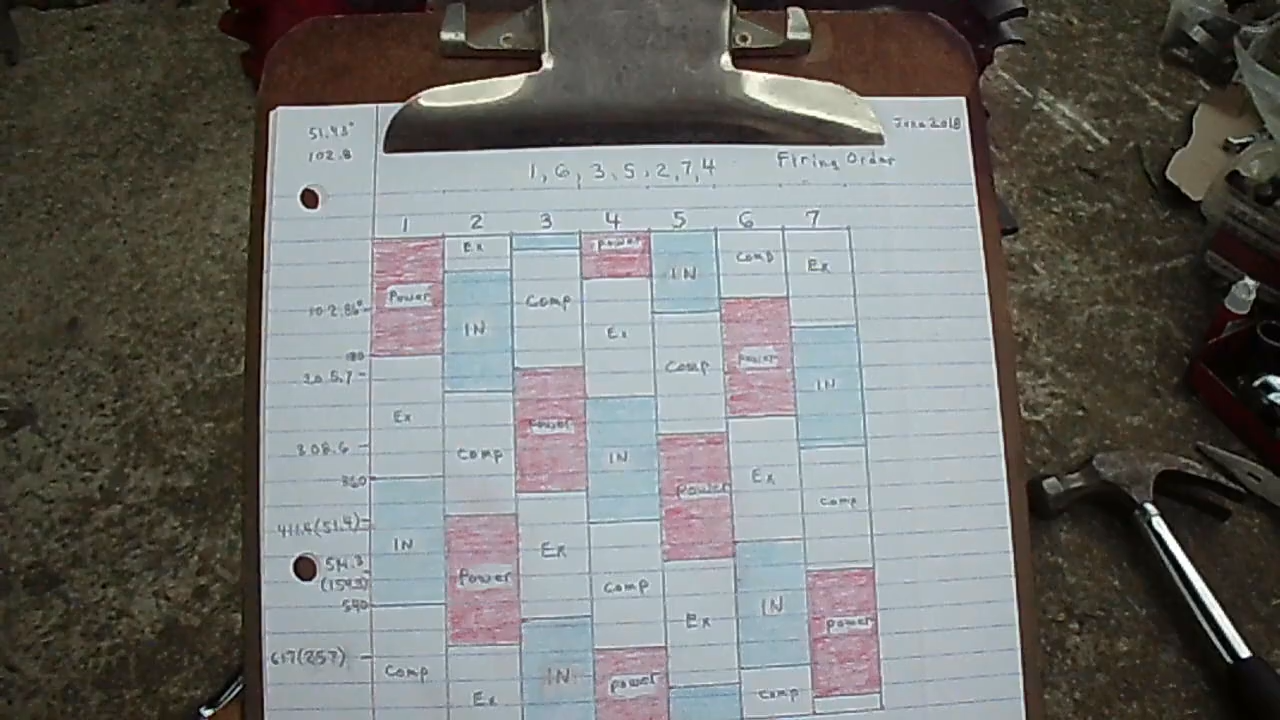 51.43°
102.8
June 2018
1, 6, 3, 5, 2, 7, 4 Firing Order
1 2 3 4 5 6 7
Ex power IN comp Ex
Power IN Comp Ex Comp power IN
102.86°
180
205.7
Ex Comp power IN power Ex comp
308.6
360
411.4(51.4)
IN Power Ex comp Ex IN power
514.3
(154.3)
540
617(257)
Comp Ex IN power comp